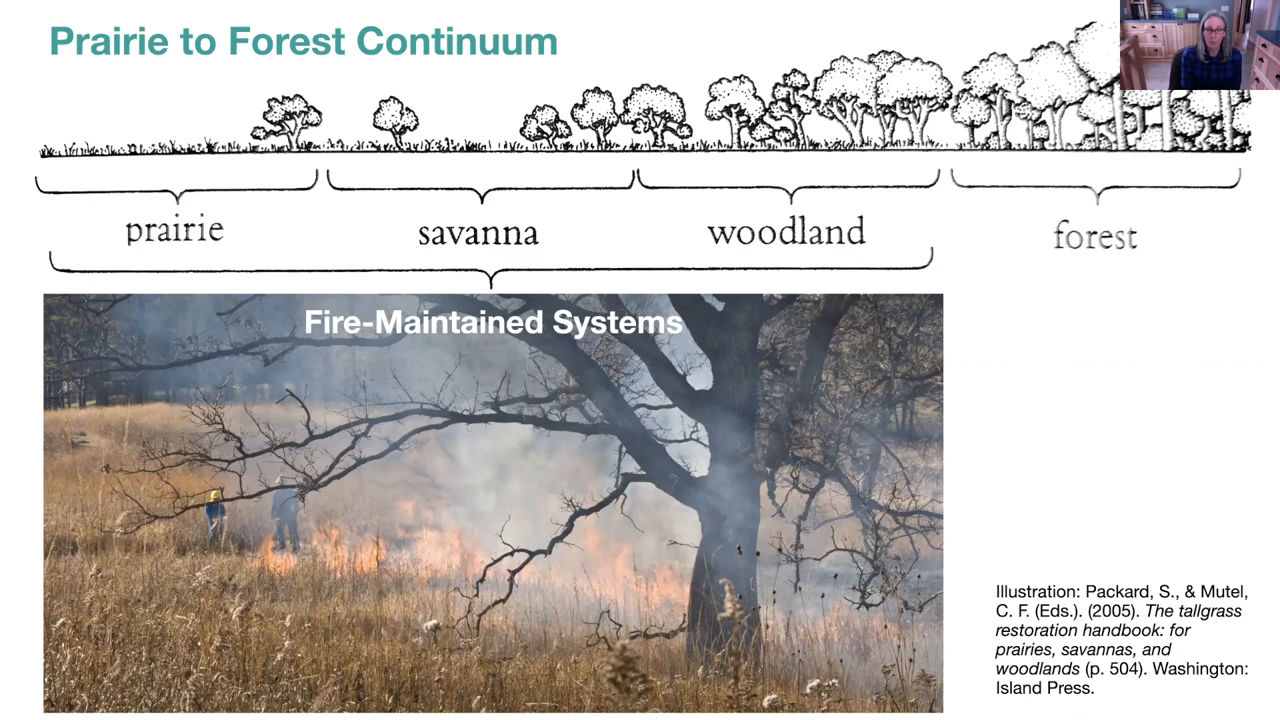 Prairie to Forest Continuum
prairie
savanna
woodland
forest
Fire-Maintained Systems
Illustration: Packard, S., & Mutel,
C. F. (Eds.). (2005). The tallgrass
restoration handbook: for
prairies, savannas, and
woodlands (p. 504). Washington:
Island Press.